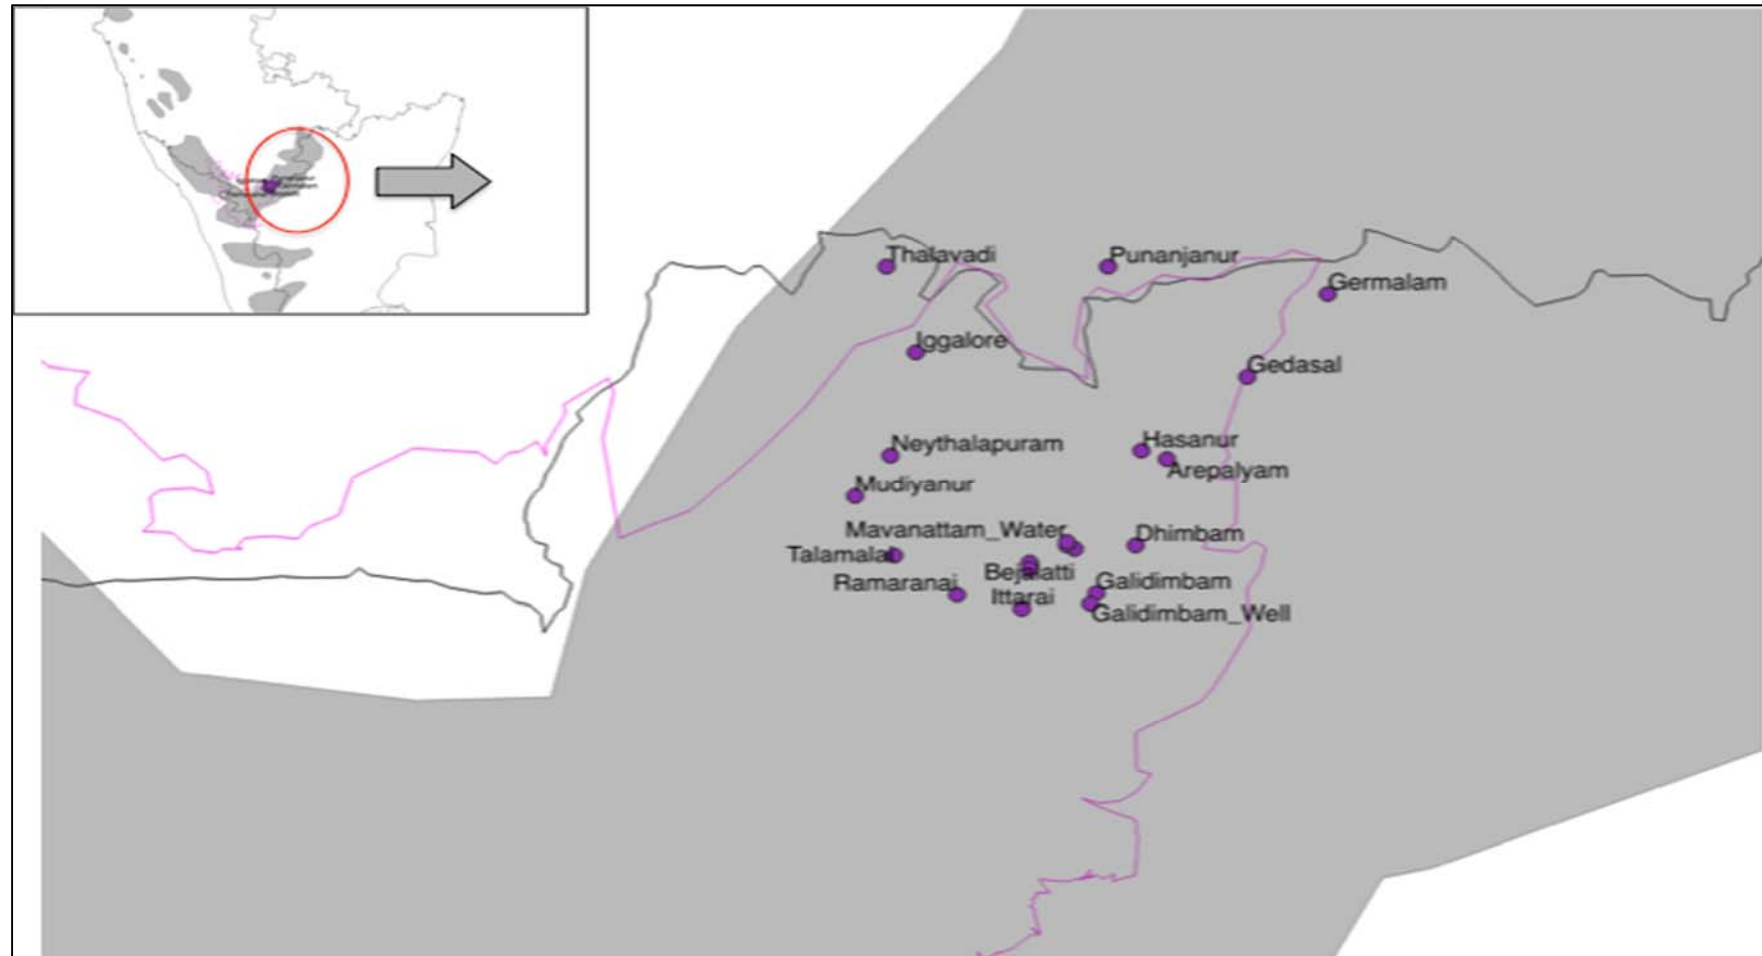 Thalavadi
Punanjanur
Germalam
Iggalore
Gedasal
Neythalapuram
Hasanur
Arepalyam
Mudiyanur
Mavanattam_Water
Dhimbam
Talamalai
Bejalatti
Galidimbam
Ramaranai
Ittarai
Galidimbam_Well